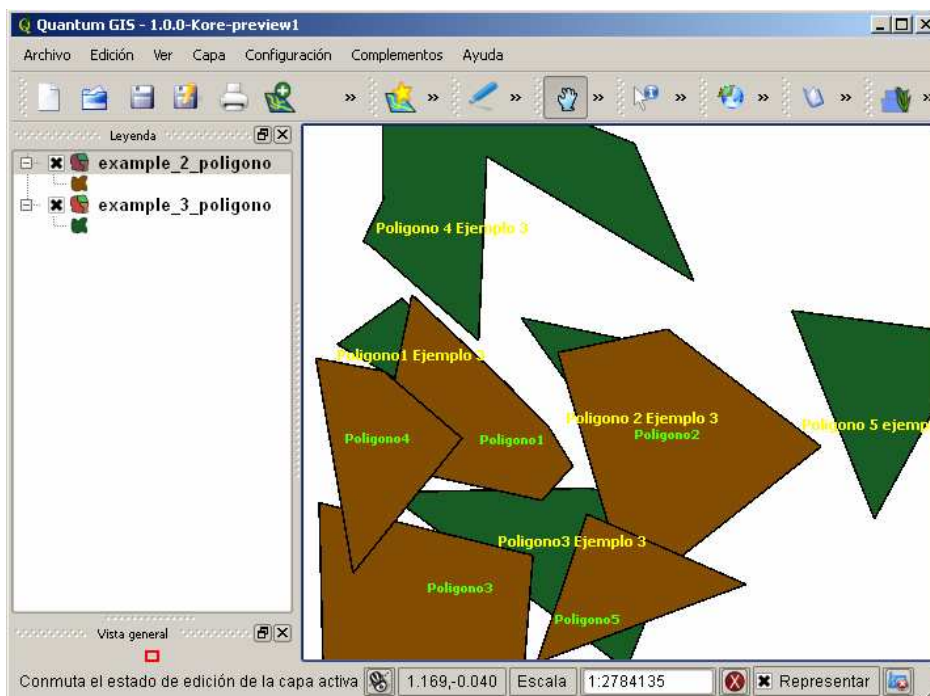 Quantum GIS - 1.0.0-Kore-preview1
Archivo Edición Ver Capa Configuración Complementos Ayuda
Leyenda
example_2_poligono
example_3_poligono
Poligono 4 Ejemplo 3
Poligono1 Ejemplo 3
Poligono 2 Ejemplo 3
Poligono 5 ejemp
Poligono4
Poligono1
Poligono2
Poligono3 Ejemplo 3
Poligono3
Poligono5
Vista general
Conmuta el estado de edición de la capa activa 1.169,-0.040 Escala 1:2784135 Representar